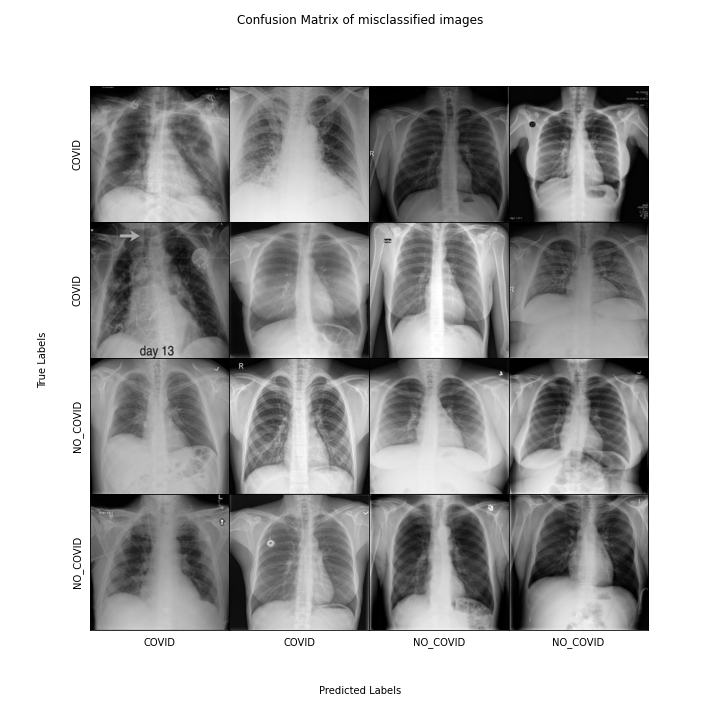 Confusion Matrix of misclassified images
True Labels
COVID
R
COVID
R
day 13
NO_COVID
R
NO_COVID
COVID
COVID
NO_COVID
NO_COVID
Predicted Labels